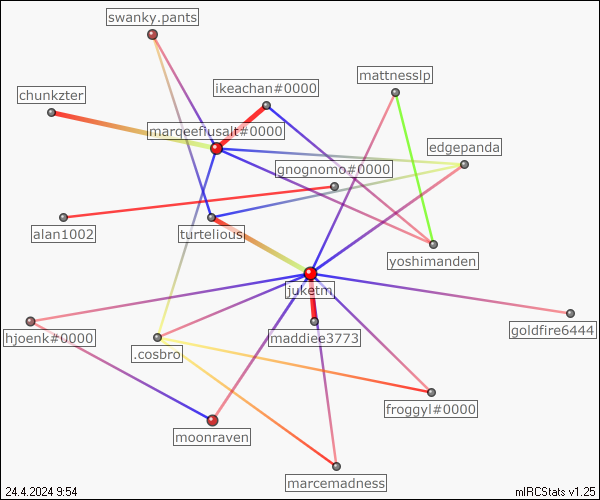 swanky.pants
mattnesslp
ikeachan#0000
chunkzter
marqeefiusalt#0000
edgepanda
gnognomo#0000
alan1002
turtelious
yoshimanden
juketm
goldfire6444
hjoenk#0000
maddiee3773
.cosbro
froggyl#0000
moonraven
marcemadness
24.4.2024 9:54
mIRCStats v1.25